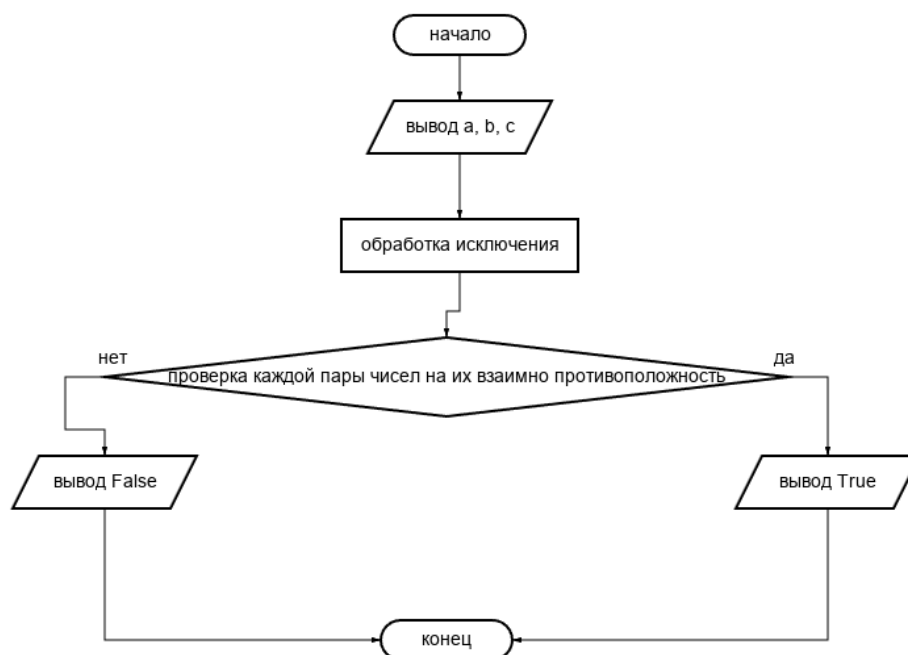 начало
вывод a, b, c
обработка исключения
нет
да
проверка каждой пары чисел на их взаимно противоположность
вывод False
вывод True
конец